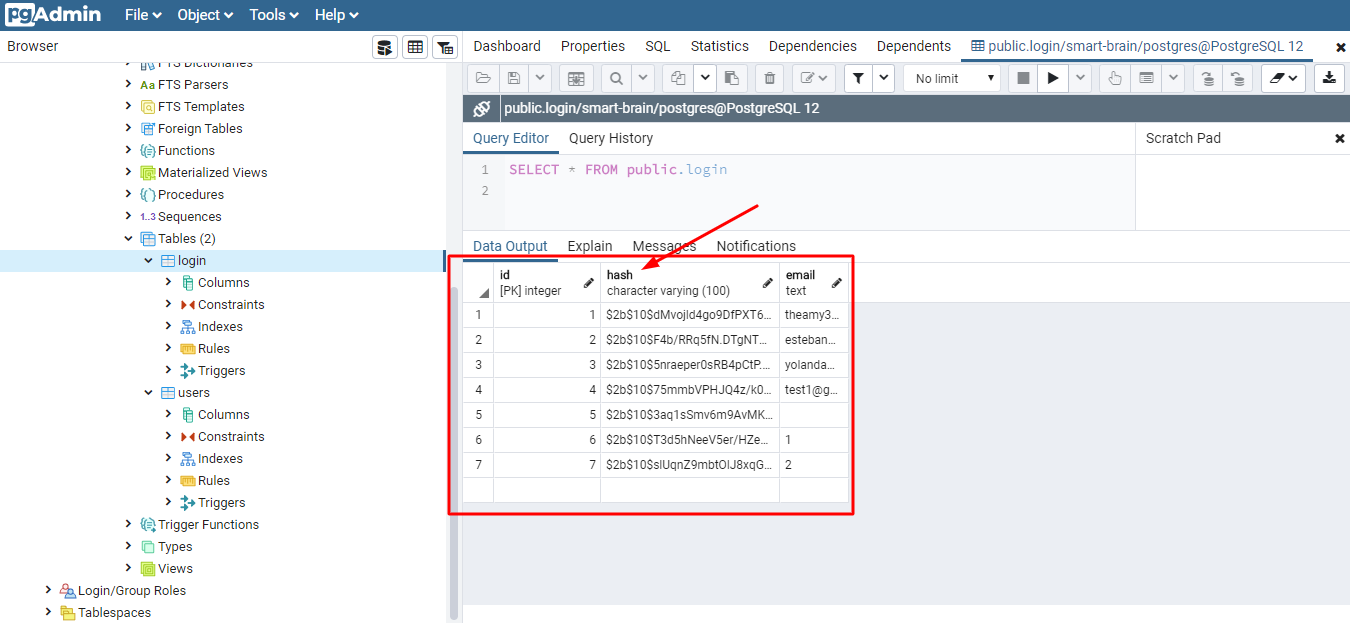 pgAdmin File Object Tools Help
Browser
Dashboard Properties SQL Statistics Dependencies Dependents public.login/smart-brain/postgres@PostgreSQL 12
FTS Dictionaries
Aa FTS Parsers
FTS Templates
Foreign Tables
Functions
Materialized Views
Procedures
1..3 Sequences
Tables (2)
login
Columns
Constraints
Indexes
Rules
Triggers
users
Columns
Constraints
Indexes
Rules
Triggers
Trigger Functions
Types
Views
Login/Group Roles
Tablespaces
No limit
public.login/smart-brain/postgres@PostgreSQL 12
Query Editor Query History
Scratch Pad
1 SELECT * FROM public.login
2
Data Output Explain Messages Notifications
id hash email
[PK] integer character varying (100) text
1 1 $2b$10$dMvojId4go9DfPXT6... theamy3...
2 2 $2b$10$F4b/RRq5fN.DTgNT... esteban...
3 3 $2b$10$5nraeper0sRB4pCtP.... yolanda...
4 4 $2b$10$75mmbVPHJQ4z/k0... test1@g...
5 5 $2b$10$3aq1sSmv6m9AvMK...
6 6 $2b$10$T3d5hNeeV5er/HZe... 1
7 7 $2b$10$slUqnZ9mbtOIJ8xqG... 2